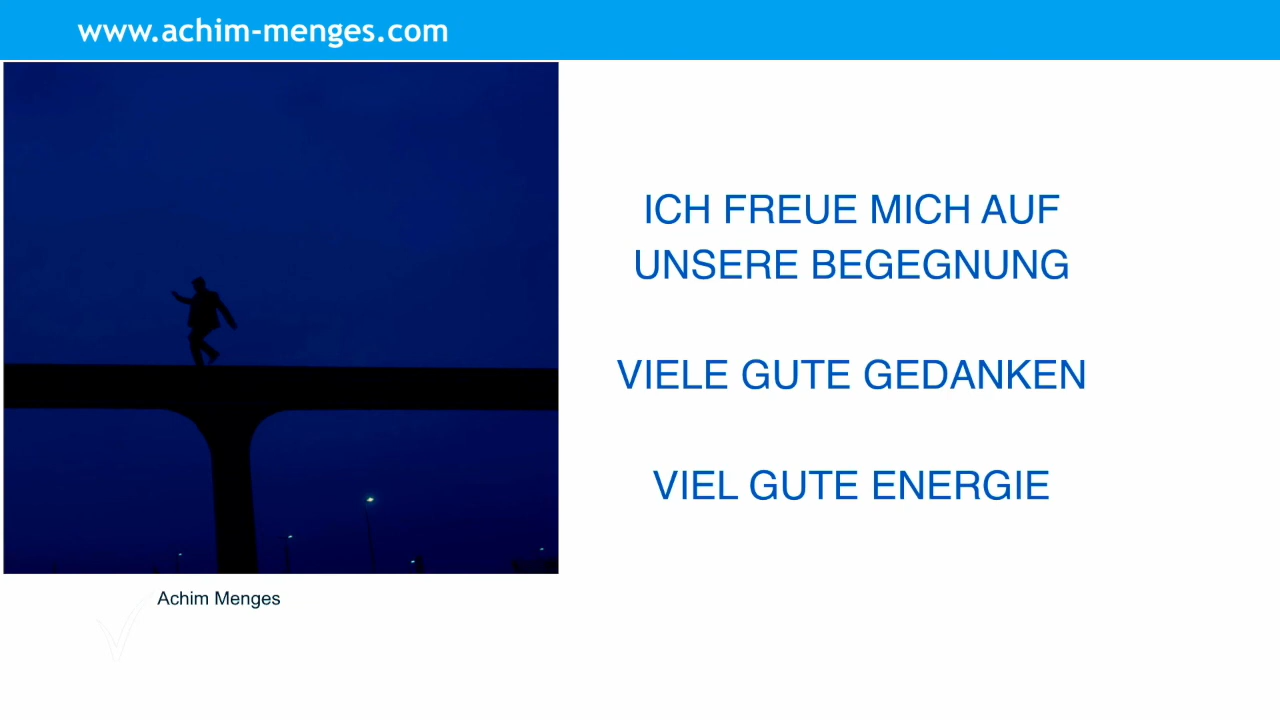 www.achim-menges.com
ICH FREUE MICH AUF
UNSERE BEGEGNUNG
VIELE GUTE GEDANKEN
VIEL GUTE ENERGIE
Achim Menges